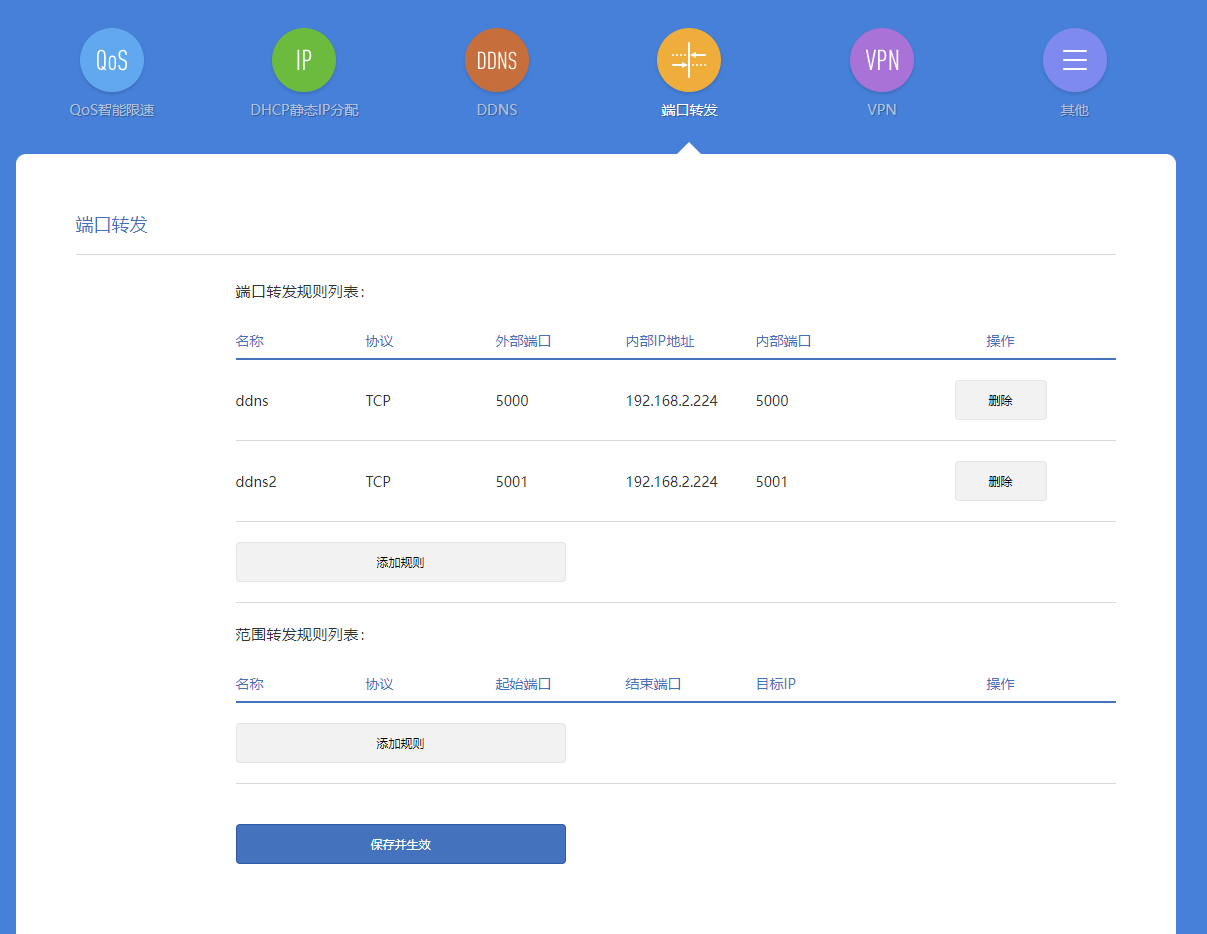 QoS IP DDNS VPN
QoS智能限速 DHCP静态IP分配 DDNS 端口转发 VPN 其他
端口转发
端口转发规则列表：
名称 协议 外部端口 内部IP地址 内部端口 操作
ddns TCP 5000 192.168.2.224 5000 删除
ddns2 TCP 5001 192.168.2.224 5001 删除
添加规则
范围转发规则列表：
名称 协议 起始端口 结束端口 目标IP 操作
添加规则
保存并生效